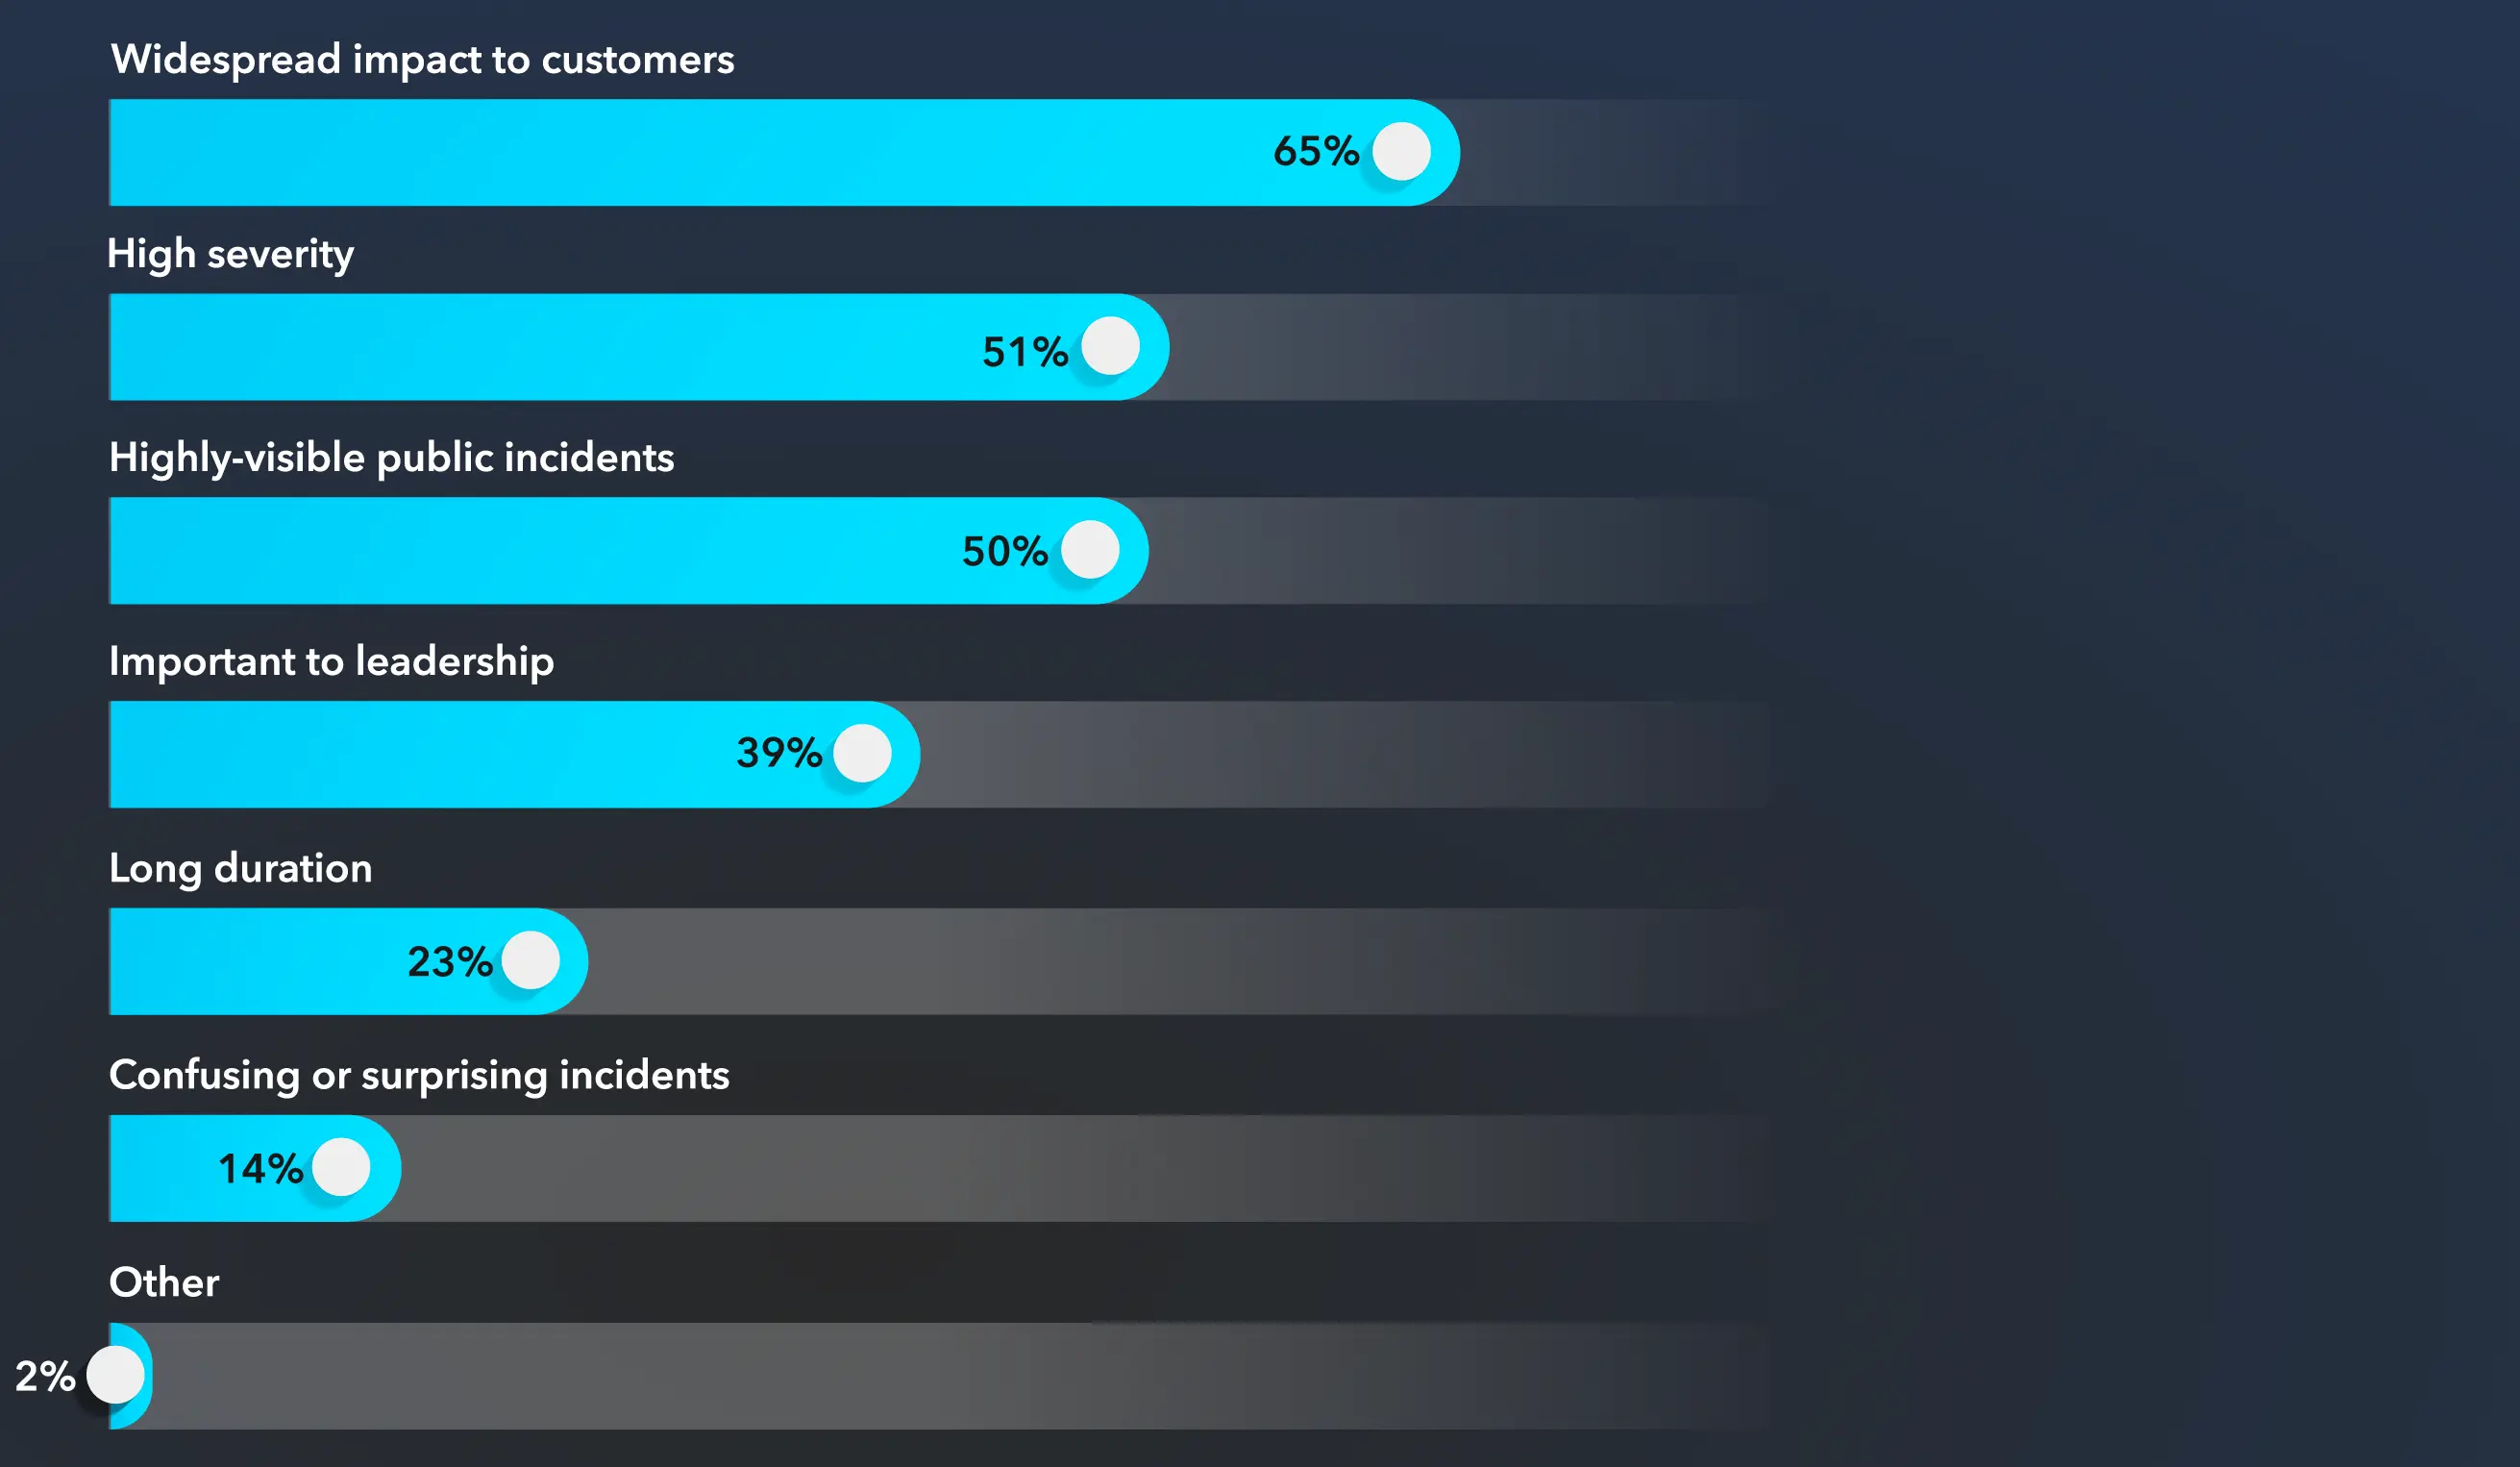 Widespread impact to customers
65%
High severity
51%
Highly-visible public incidents
50%
Important to leadership
39%
Long duration
23%
Confusing or surprising incidents
14%
Other
2%